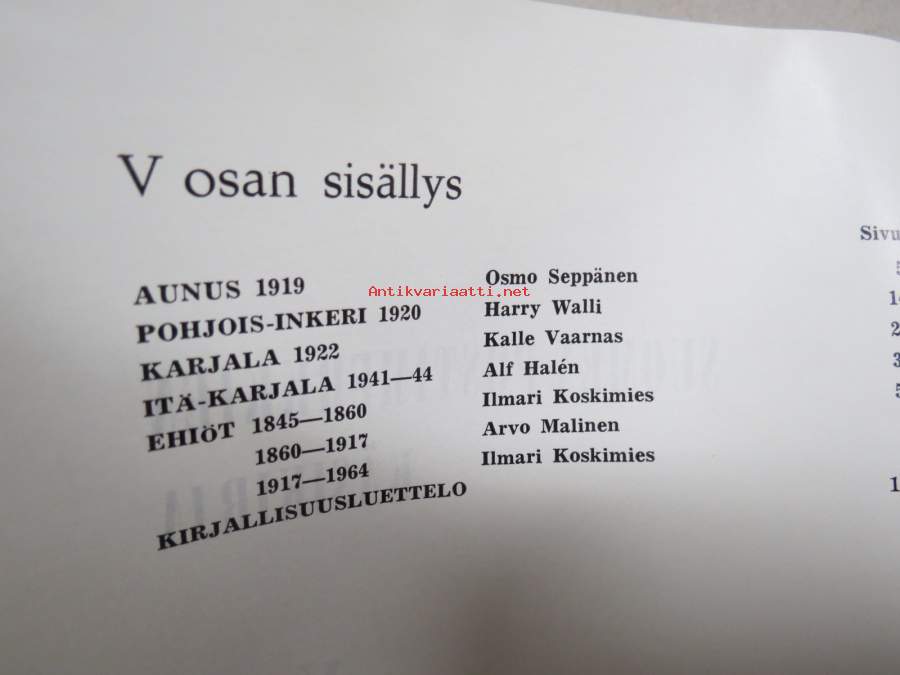 V osan sisällys
Sivu
AUNUS 1919 Osmo Seppänen
Antikvariaatti.net
POHJOIS-INKERI 1920 Harry Walli
KARJALA 1922 Kalle Vaarnas
ITÄ-KARJALA 1941—44 Alf Halén
EHIöT 1845—1860 Ilmari Koskimies
1860—1917 Arvo Malinen
1917—1964 Ilmari Koskimies
KIRJALLISUUSLUETTELO